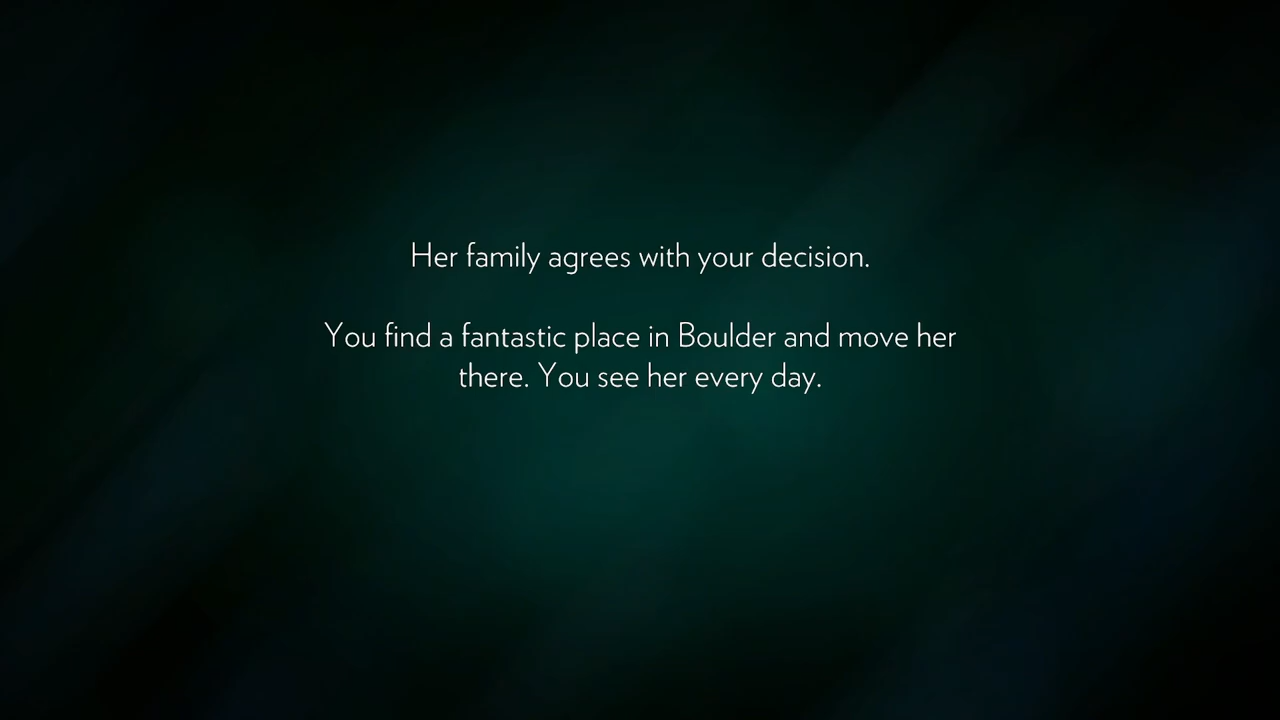 Her family agrees with your decision.
You find a fantastic place in Boulder and move her
there. You see her every day.